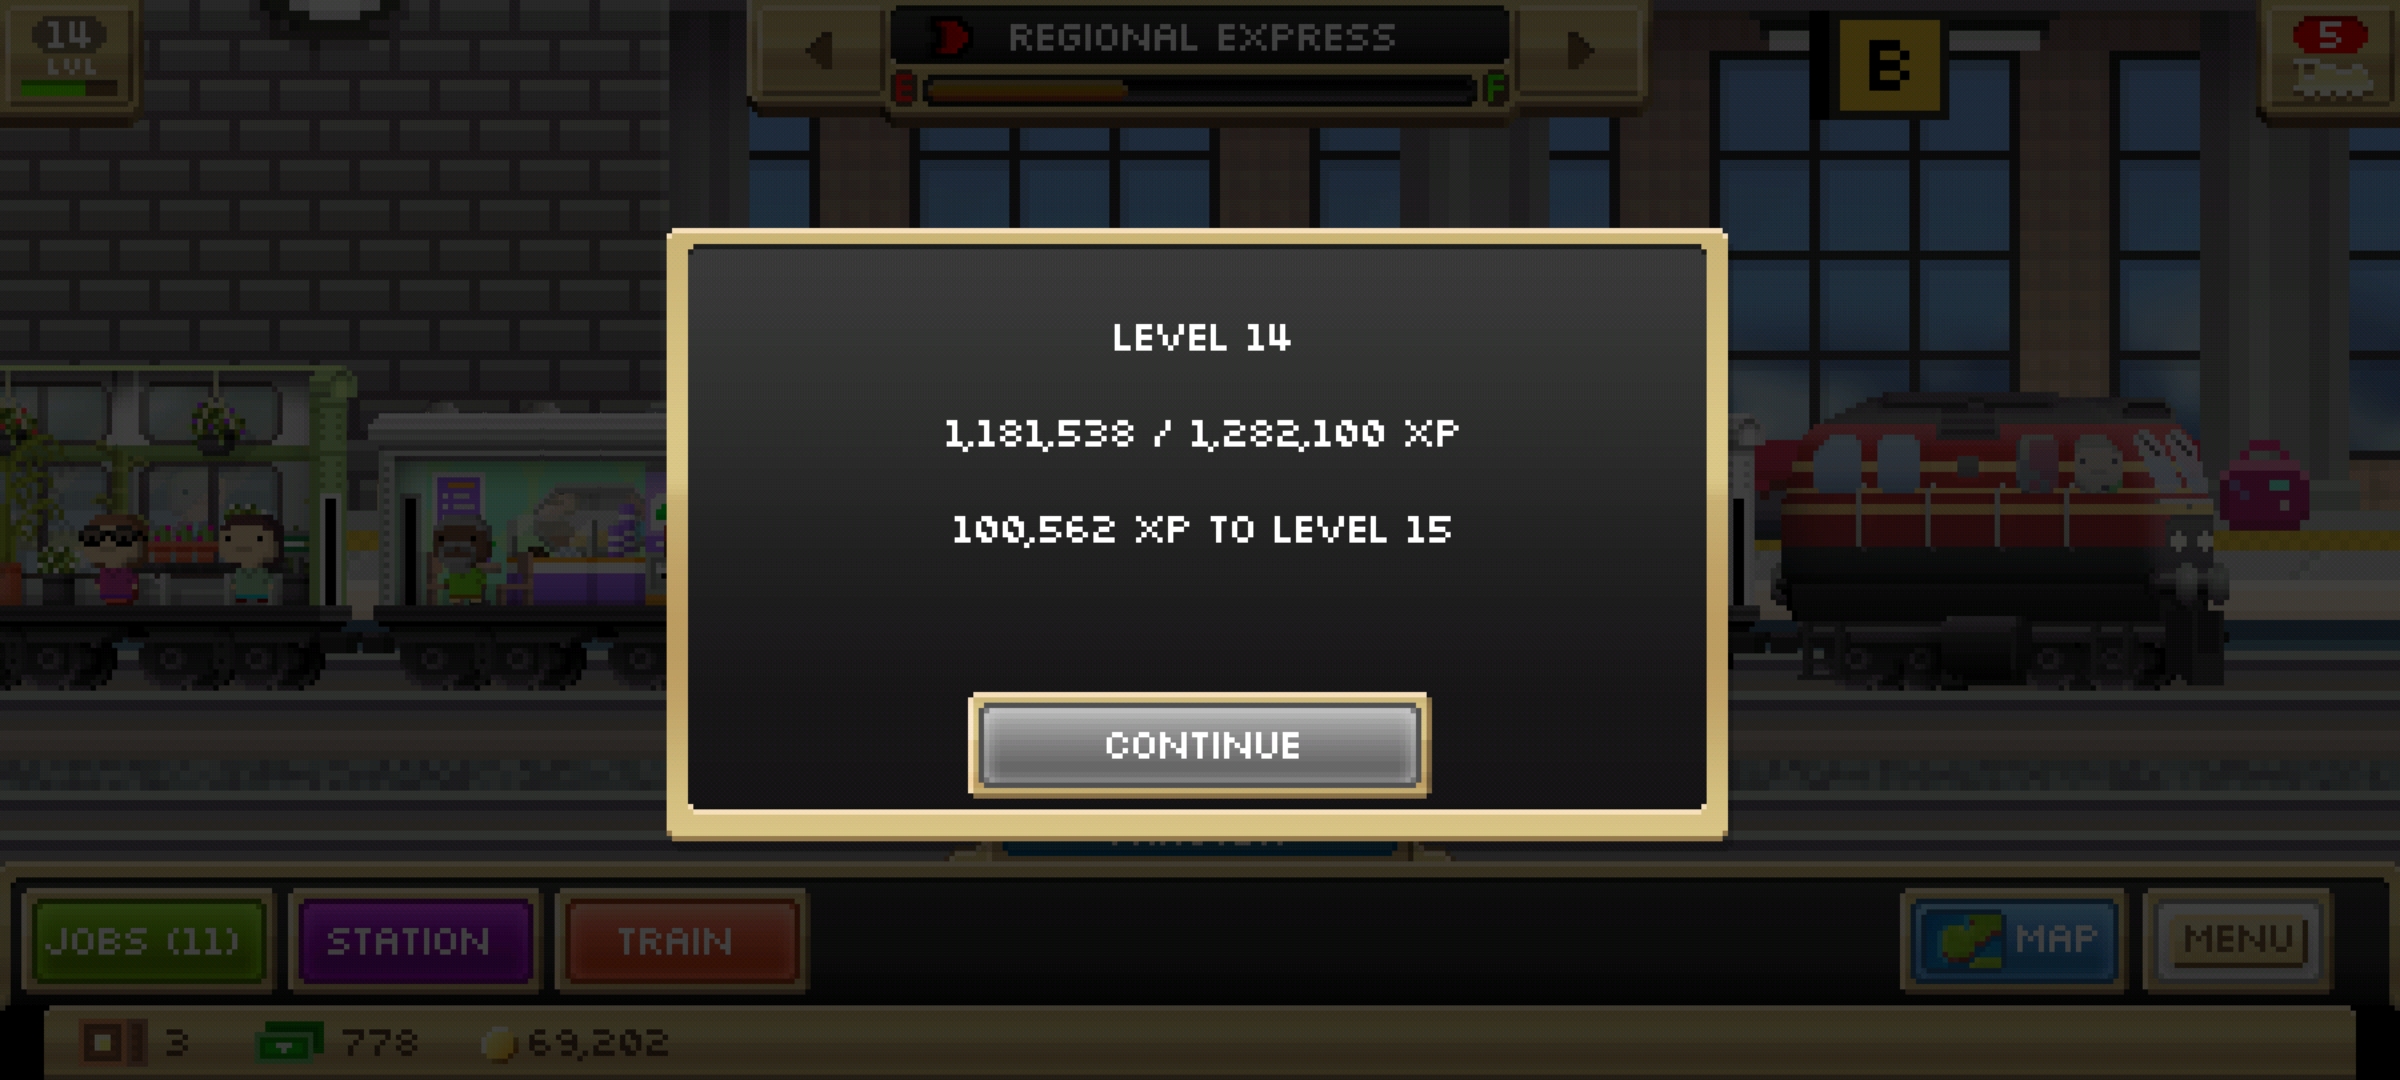 14
LVL
REGIONAL EXPRESS
E F
B
5
LEVEL 14
1,181,538 / 1,282,100 XP
100,562 XP TO LEVEL 15
CONTINUE
JOBS (11)
STATION
TRAIN
MAP
MENU
3
778
69,202